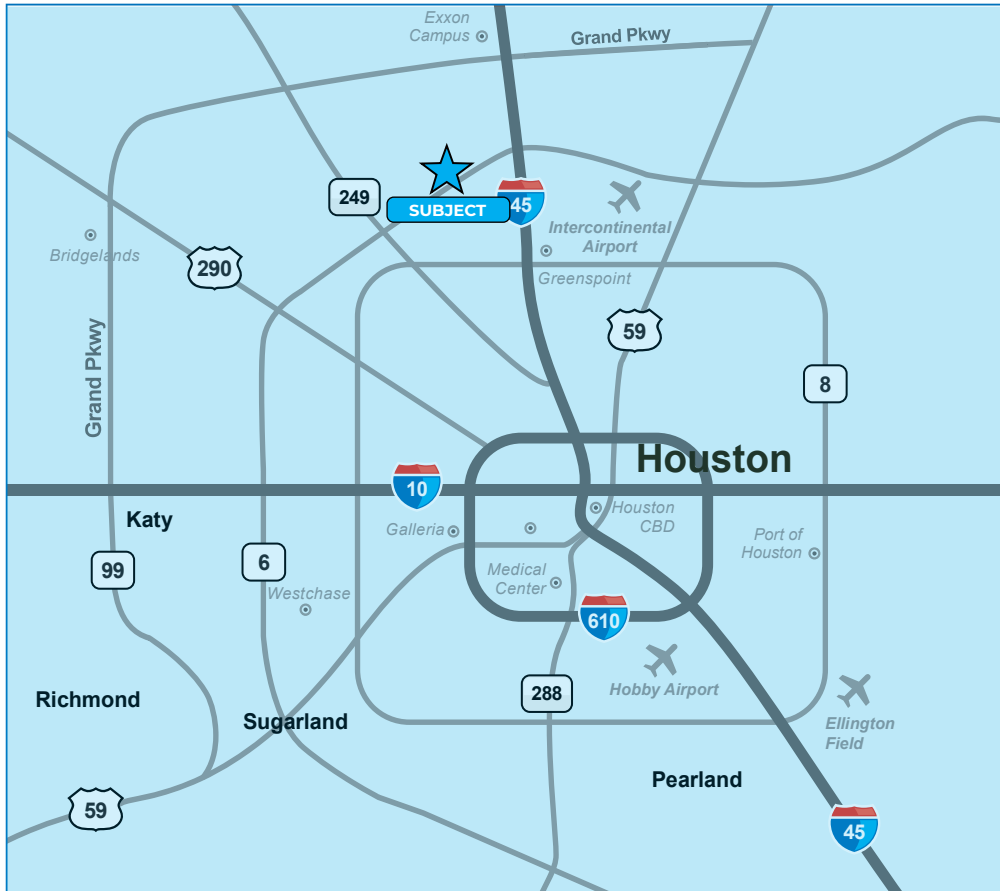 Exxon
Campus
Grand Pkwy
249
SUBJECT
45
Intercontinental
Airport
Bridgelands
290
Greenspoint
59
Grand Pkwy
8
Houston
10
Katy
Galleria
Houston
CBD
Port of
Houston
99
6
Medical
Center
Westchase
610
Richmond
288
Hobby Airport
Sugarland
Ellington
Field
Pearland
59
45